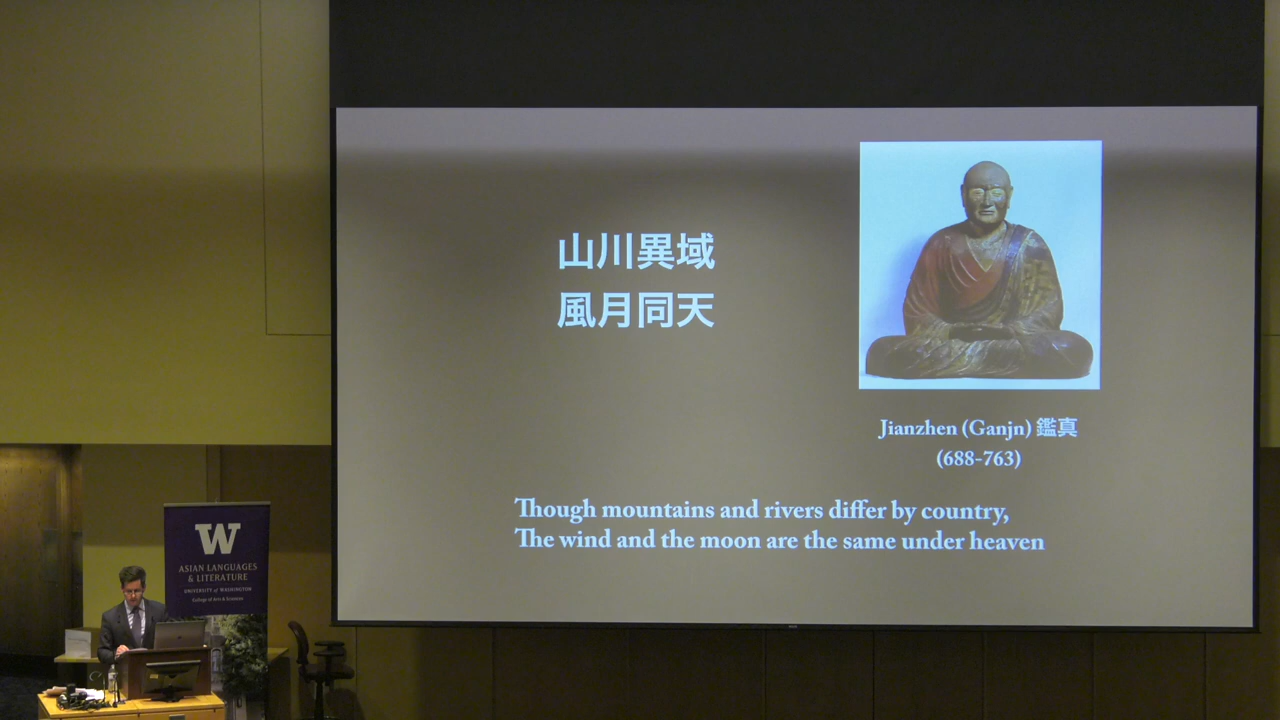 山川異域
風月同天
Jianzhen (Ganjn) 鑑真
(688-763)
Though mountains and rivers differ by country,
The wind and the moon are the same under heaven
W
ASIAN LANGUAGES
& LITERATURE
UNIVERSITY of WASHINGTON
College of Arts & Sciences